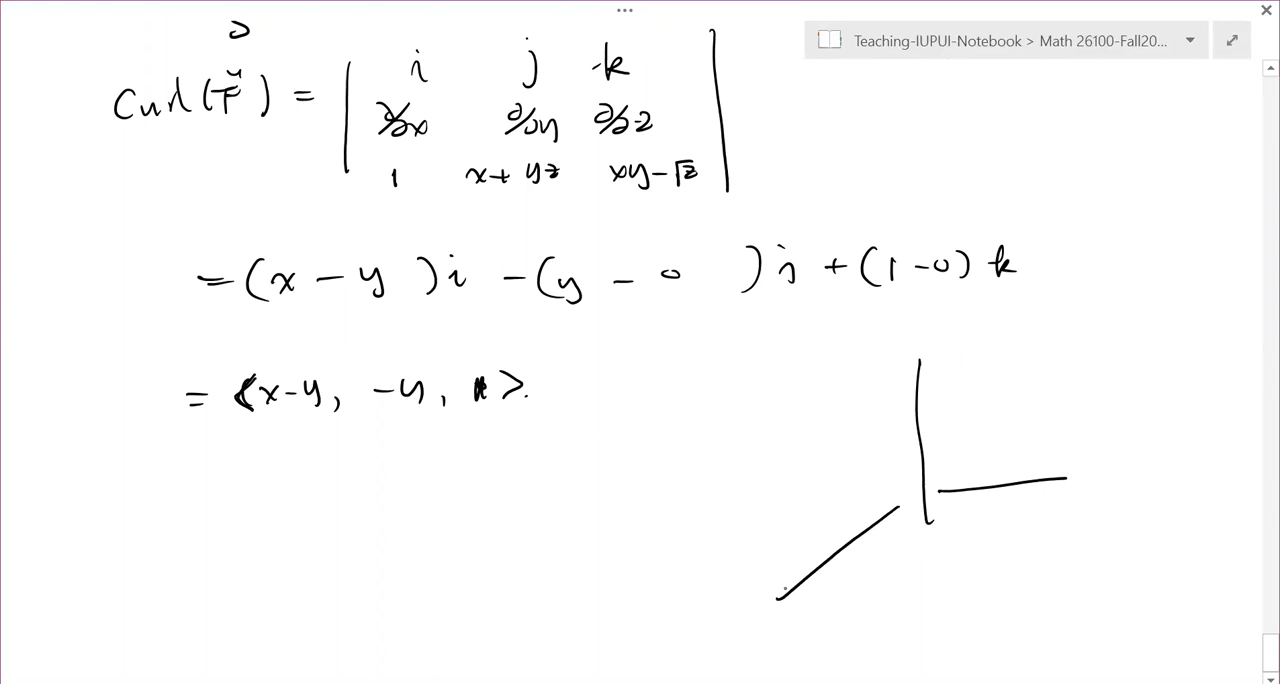 Teaching-IUPUI-Notebook > Math 26100-Fall20...
i j k
Curl(F) =
∂/∂x ∂/∂y ∂/∂z
1 x + yz xy - √z
= (x - y ) i - (y - 0 ) j + (1 - 0) k
= <x-y, -y, 1>.